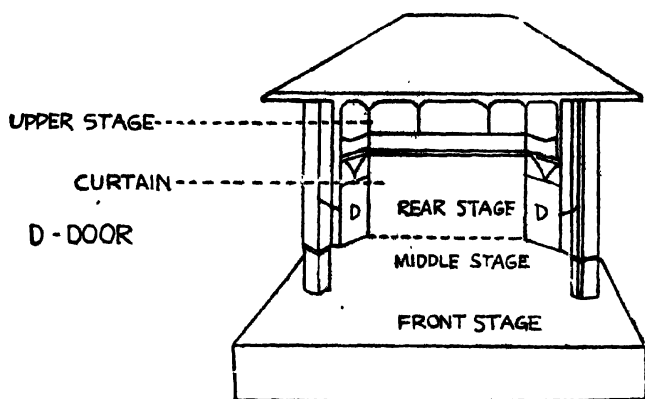 UPPER STAGE
CURTAIN
D-DOOR
D
REAR STAGE
D
MIDDLE STAGE
FRONT STAGE